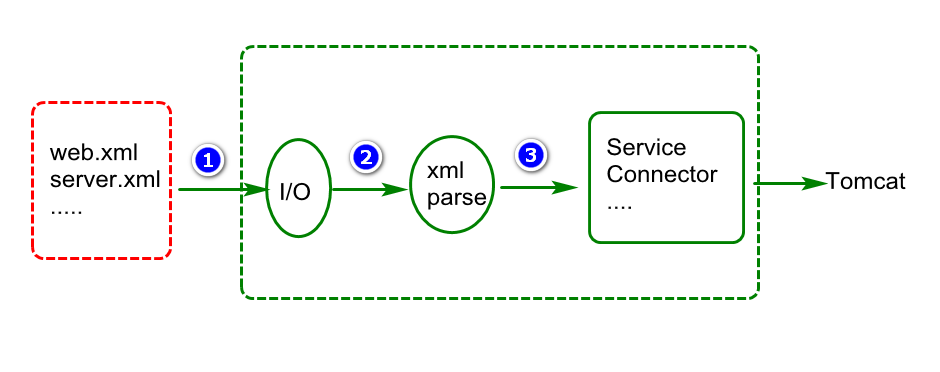 web.xml
server.xml
.....
1
I/O
2
xml
parse
3
Service
Connector
....
Tomcat